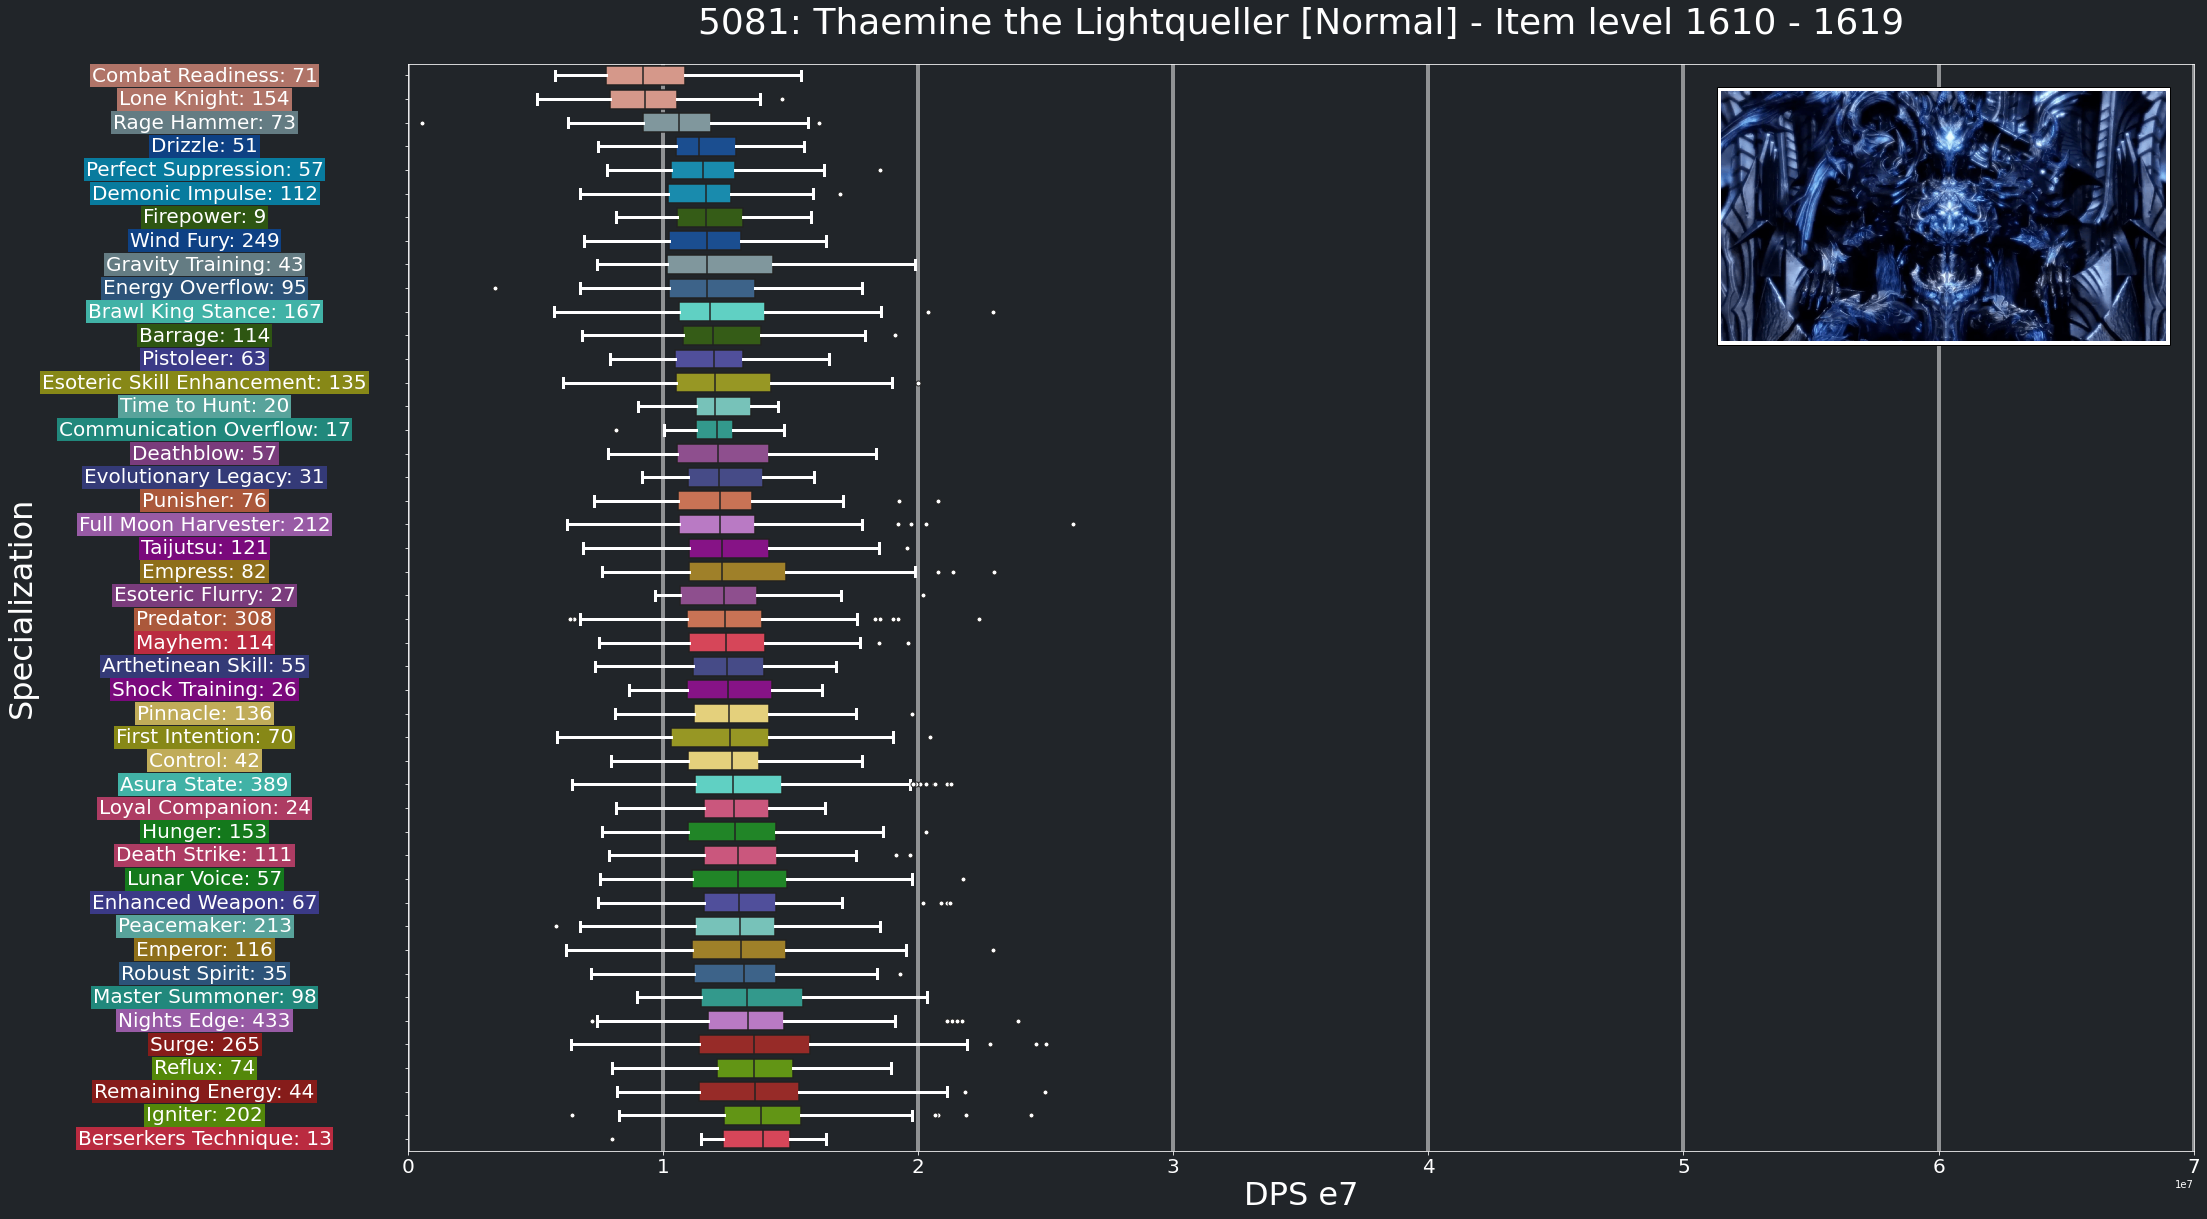 5081: Thaemine the Lightqueller [Normal] - Item level 1610 - 1619
Specialization
Combat Readiness: 71
Lone Knight: 154
Rage Hammer: 73
Drizzle: 51
Perfect Suppression: 57
Demonic Impulse: 112
Firepower: 9
Wind Fury: 249
Gravity Training: 43
Energy Overflow: 95
Brawl King Stance: 167
Barrage: 114
Pistoleer: 63
Esoteric Skill Enhancement: 135
Time to Hunt: 20
Communication Overflow: 17
Deathblow: 57
Evolutionary Legacy: 31
Punisher: 76
Full Moon Harvester: 212
Taijutsu: 121
Empress: 82
Esoteric Flurry: 27
Predator: 308
Mayhem: 114
Arthetinean Skill: 55
Shock Training: 26
Pinnacle: 136
First Intention: 70
Control: 42
Asura State: 389
Loyal Companion: 24
Hunger: 153
Death Strike: 111
Lunar Voice: 57
Enhanced Weapon: 67
Peacemaker: 213
Emperor: 116
Robust Spirit: 35
Master Summoner: 98
Nights Edge: 433
Surge: 265
Reflux: 74
Remaining Energy: 44
Igniter: 202
Berserkers Technique: 13
0 1 2 3 4 5 6 7
1e7
DPS e7